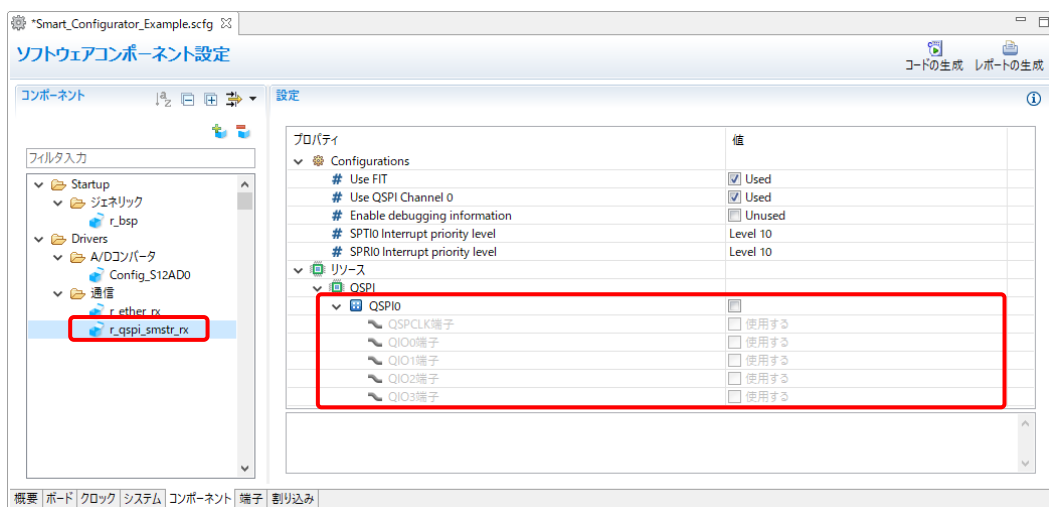 *Smart_Configurator_Example.scfg
ソフトウェアコンポーネント設定
コードの生成 レポートの生成
コンポーネント
設定
フィルタ入力
Startup
ジェネリック
r_bsp
Drivers
A/Dコンバータ
Config_S12AD0
通信
r_ether_rx
r_qspi_smstr_rx
プロパティ 値
Configurations
# Use FIT Used
# Use QSPI Channel 0 Used
# Enable debugging information Unused
# SPTI0 Interrupt priority level Level 10
# SPRI0 Interrupt priority level Level 10
リソース
QSPI
QSPI0
QSPCLK端子 使用する
QIO0端子 使用する
QIO1端子 使用する
QIO2端子 使用する
QIO3端子 使用する
概要 ボード クロック システム コンポーネント 端子 割り込み